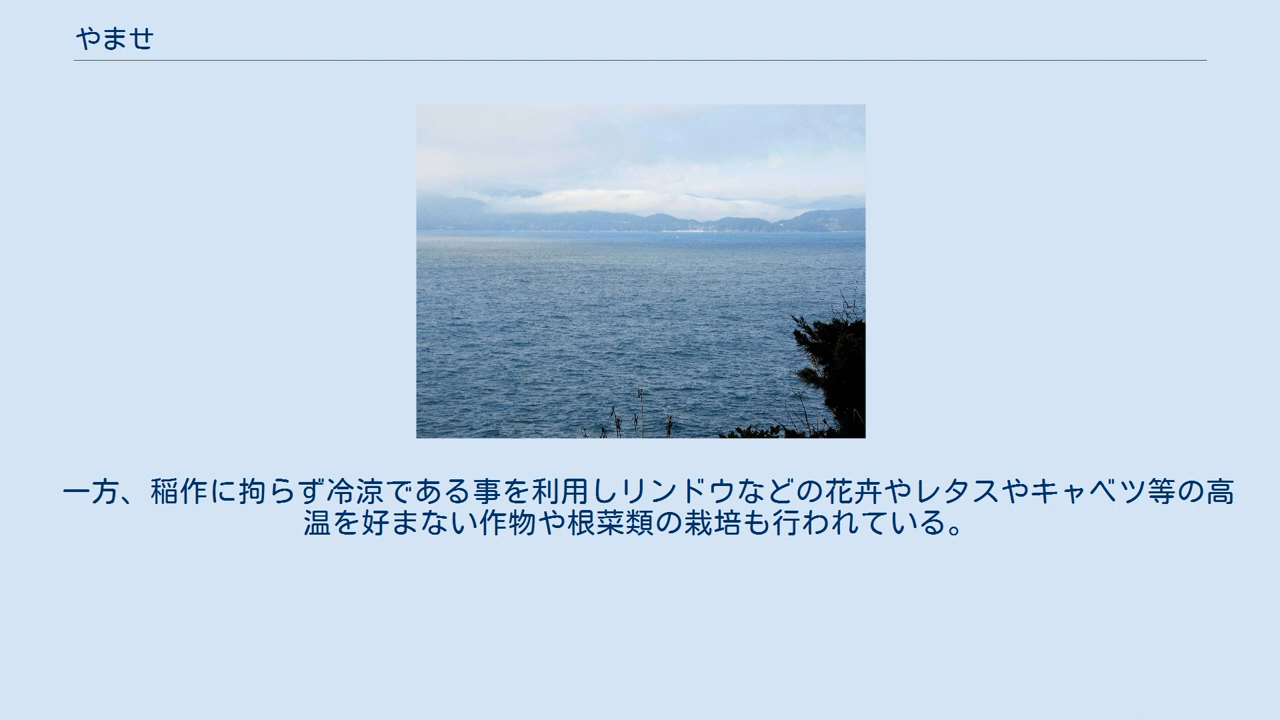 やませ
一方、稲作に拘らず冷涼である事を利用しリンドウなどの花卉やレタスやキャベツ等の高
温を好まない作物や根菜類の栽培も行われている。